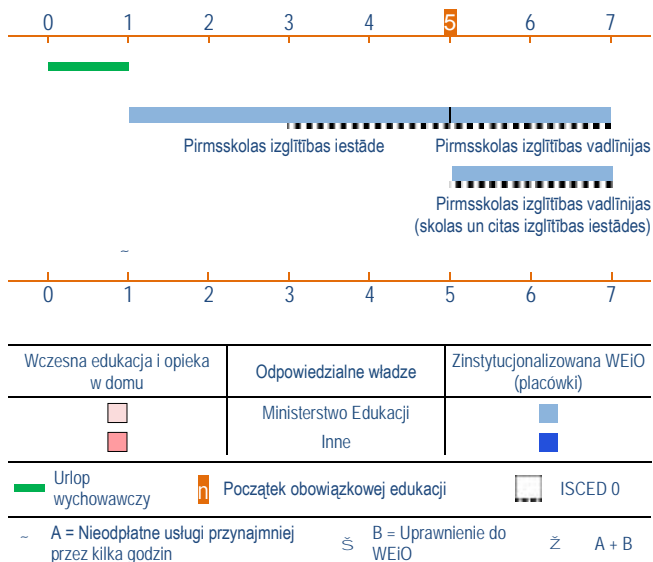 0 1 2 3 4 5 6 7
Pirmsskolas izglītības iestāde Pirmsskolas izglītības vadlīnijas
Pirmsskolas izglītības vadlīnijas
(skolas un citas izglītības iestādes)
~
0 1 2 3 4 5 6 7
Wczesna edukacja i opieka
w domu
Odpowiedzialne władze
Zinstytucjonalizowana WEiO
(placówki)
Ministerstwo Edukacji
Inne
Urlop
wychowawczy
n Początek obowiązkowej edukacji
ISCED 0
~ A = Nieodpłatne usługi przynajmniej
przez kilka godzin
Š B = Uprawnienie do
WEiO
Ž A + B